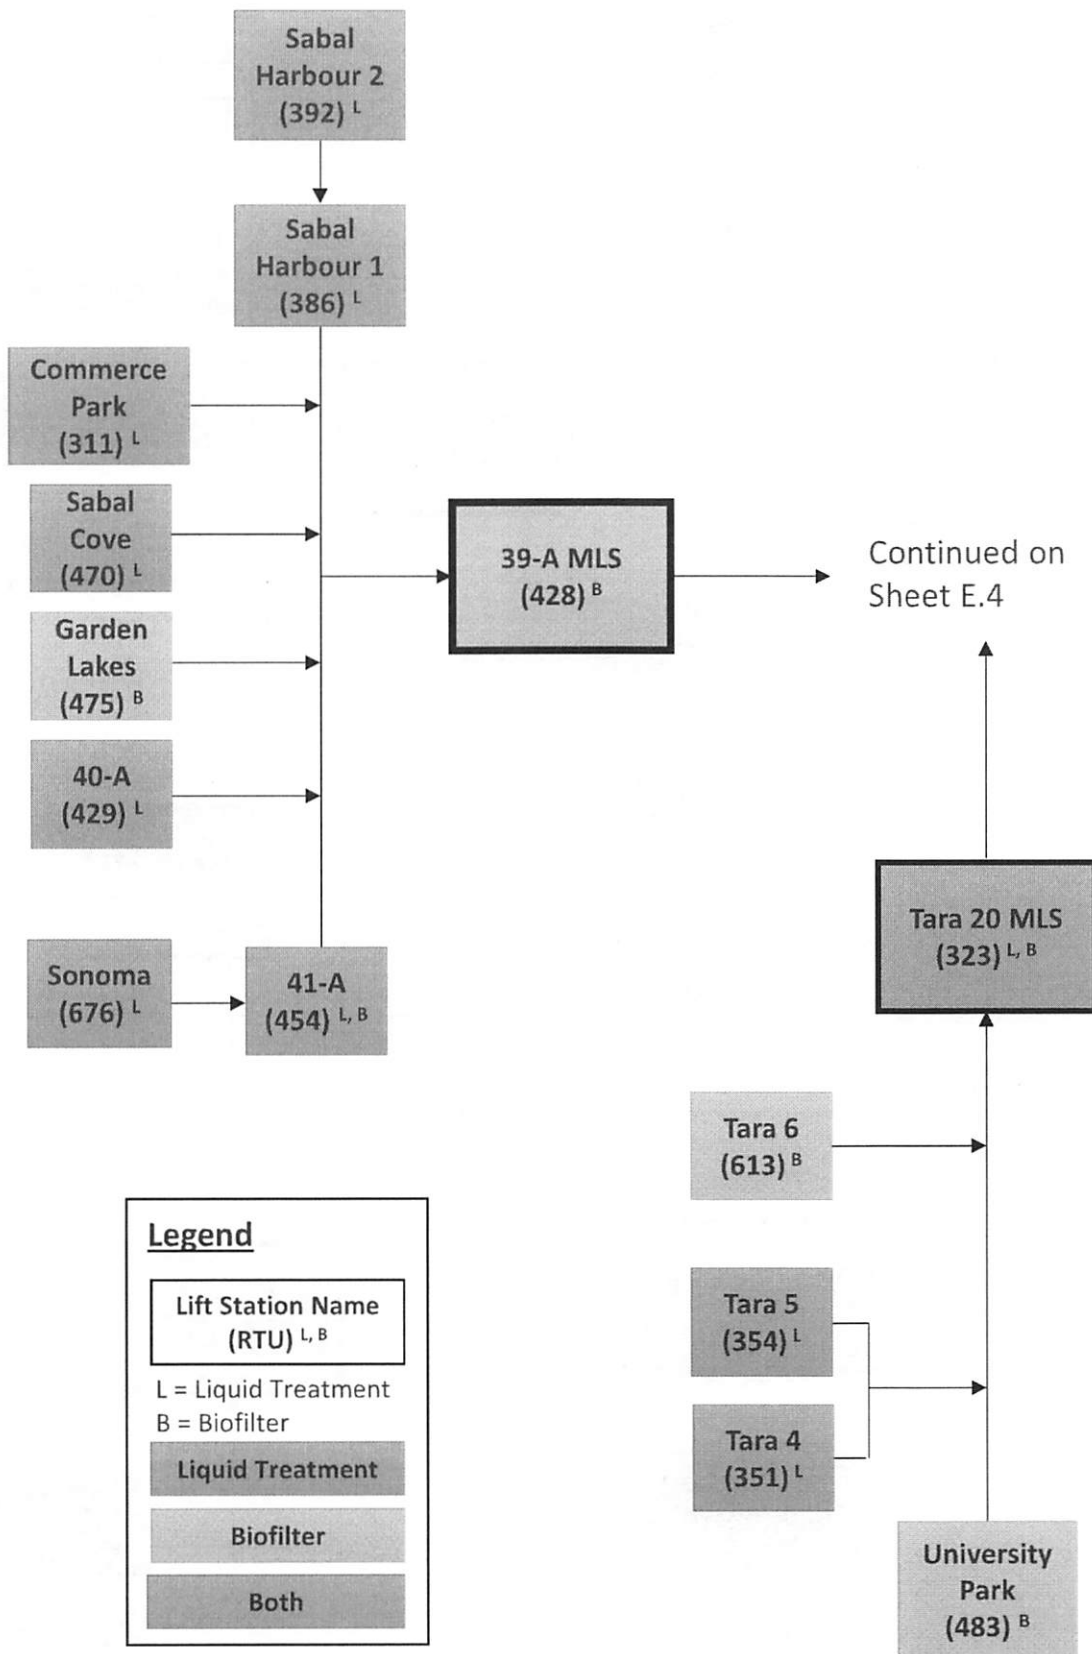 Sabal
Harbour 2
(392) L
Sabal
Harbour 1
(386) L
Commerce
Park
(311) L
Sabal
Cove
(470) L
Garden
Lakes
(475) B
40-A
(429) L
Sonoma
(676) L
41-A
(454) L, B
39-A MLS
(428) B
Continued on
Sheet E.4
Tara 20 MLS
(323) L, B
Tara 6
(613) B
Tara 5
(354) L
Tara 4
(351) L
University
Park
(483) B
Legend
Lift Station Name
(RTU) L, B
L = Liquid Treatment
B = Biofilter
Liquid Treatment
Biofilter
Both